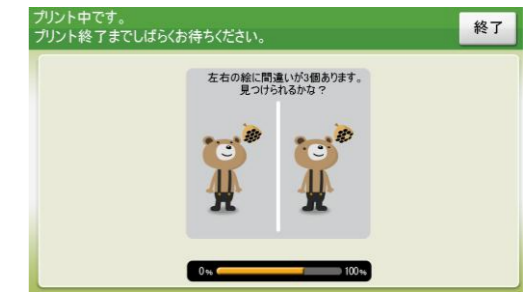 プリント中です。
プリント終了までしばらくお待ちください。
終了
左右の絵に間違いが3個あります。
見つけられるかな?
0% 100%